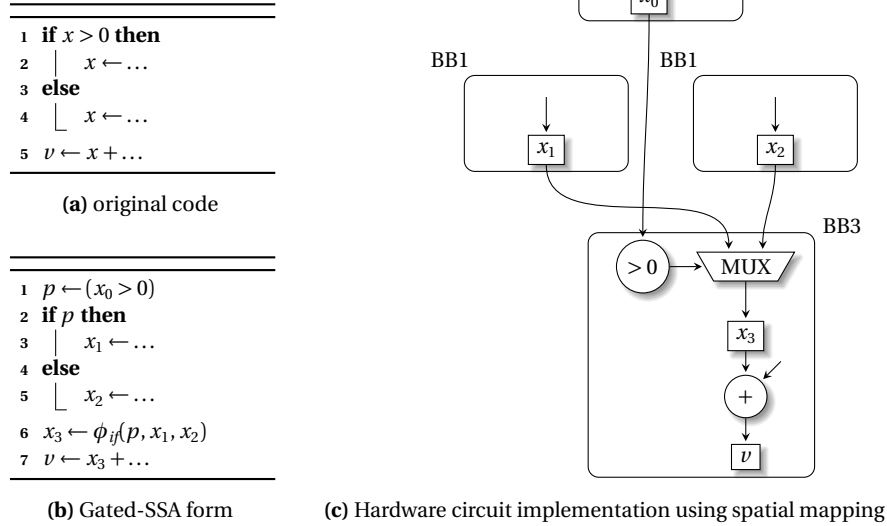 1 if x > 0 then
2 x ← …
3 else
4 x ← …
5 v ← x + …
(a) original code
1 p ← (x₀ > 0)
2 if p then
3 x₁ ← …
4 else
5 x₂ ← …
6 x₃ ← ϕif(p, x₁, x₂)
7 v ← x₃ + …
(b) Gated-SSA form
x₀
BB1
BB1
x₁
x₂
BB3
> 0
MUX
x₃
+
v
(c) Hardware circuit implementation using spatial mapping